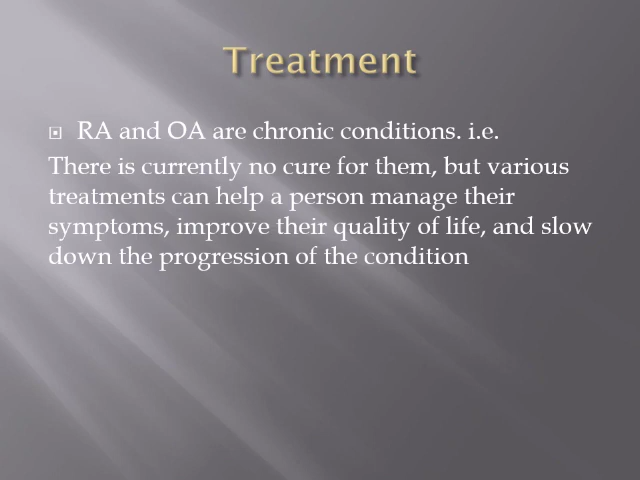 Treatment
RA and OA are chronic conditions. i.e.
There is currently no cure for them, but various
treatments can help a person manage their
symptoms, improve their quality of life, and slow
down the progression of the condition